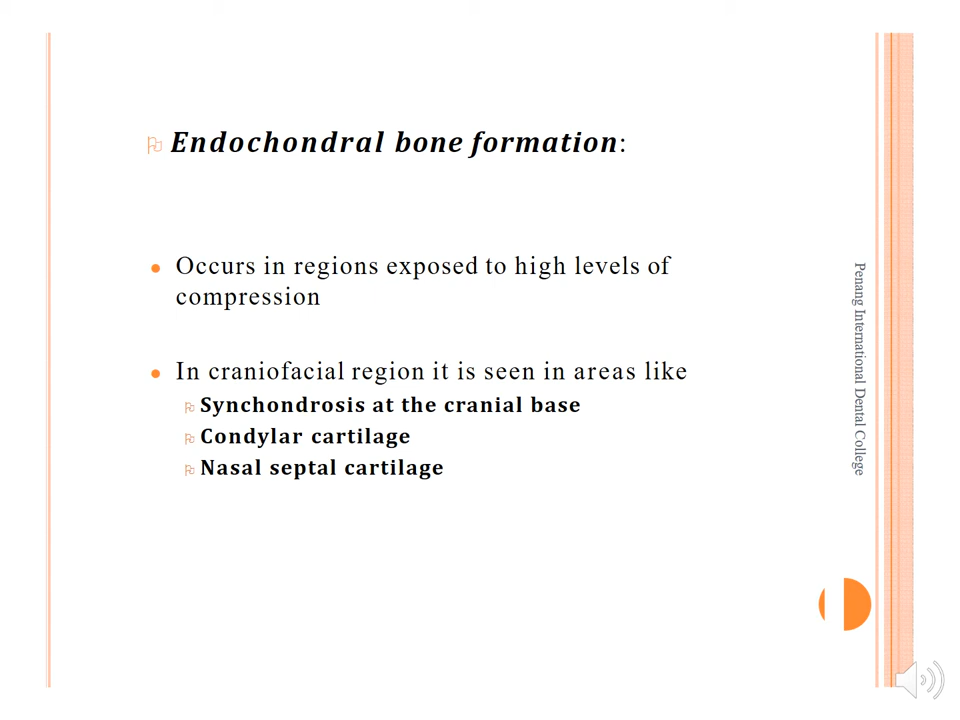 Endochondral bone formation:
Occurs in regions exposed to high levels of
compression
In craniofacial region it is seen in areas like
Synchondrosis at the cranial base
Condylar cartilage
Nasal septal cartilage
Penang International Dental College